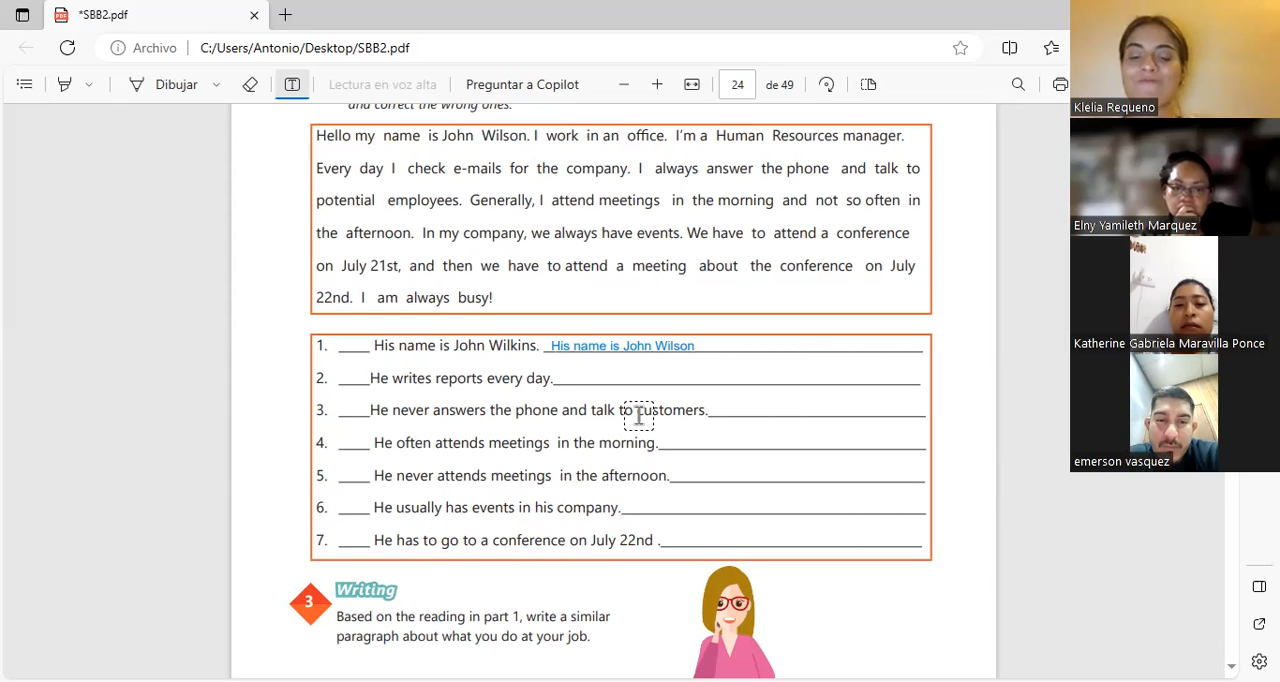 *SBB2.pdf
Archivo C:/Users/Antonio/Desktop/SBB2.pdf
Dibujar Lectura en voz alta Preguntar a Copilot 24 de 49
and correct the wrong ones.
Hello my name is John Wilson. I work in an office. I'm a Human Resources manager.
Every day I check e-mails for the company. I always answer the phone and talk to
potential employees. Generally, I attend meetings in the morning and not so often in
the afternoon. In my company, we always have events. We have to attend a conference
on July 21st, and then we have to attend a meeting about the conference on July
22nd. I am always busy!
1. ____ His name is John Wilkins. His name is John Wilson
2. ____He writes reports every day.
3. ____He never answers the phone and talk to customers.
4. ____ He often attends meetings in the morning.
5. ____ He never attends meetings in the afternoon.
6. ____ He usually has events in his company.
7. ____ He has to go to a conference on July 22nd .
3 Writing
Based on the reading in part 1, write a similar
paragraph about what you do at your job.
Klelia Requeno
Elny Yamileth Marquez
Katherine Gabriela Maravilla Ponce
emerson vasquez